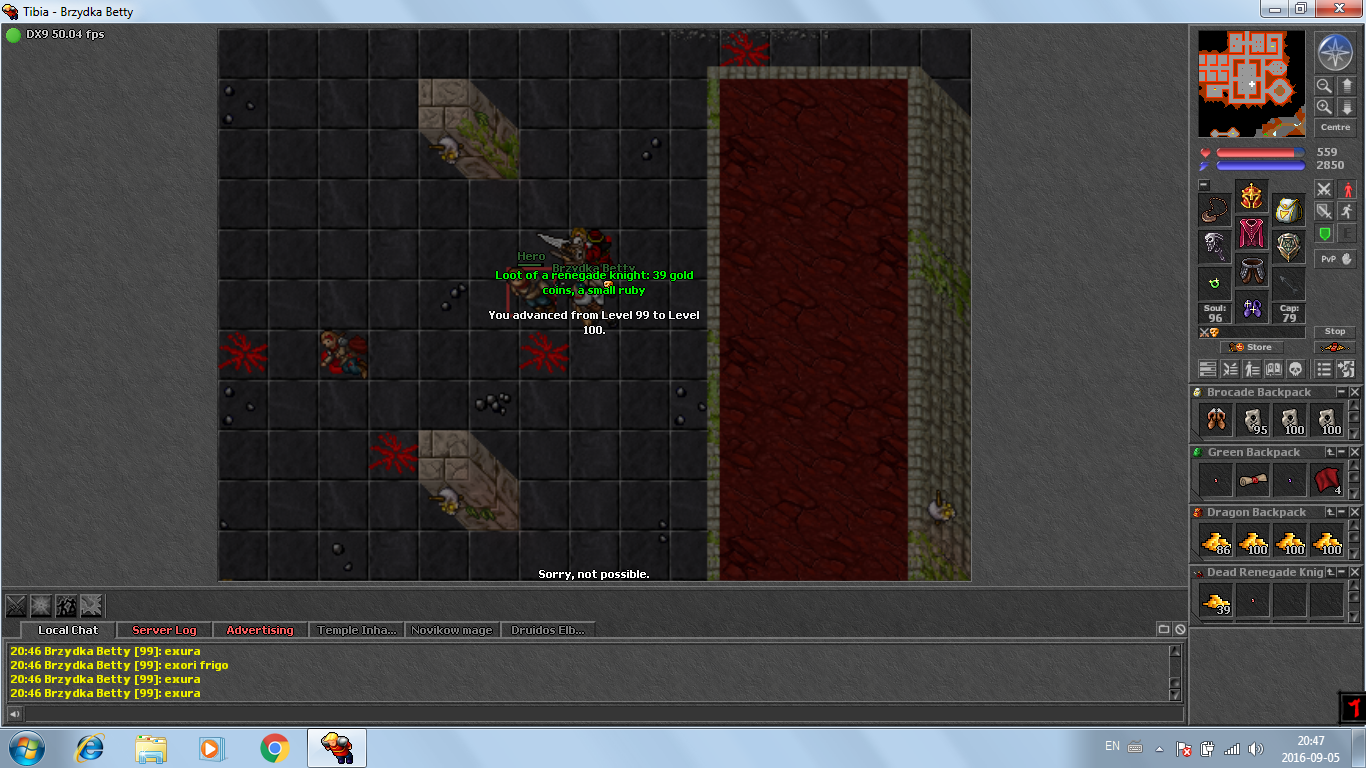 Tibia - Brzydka Betty
DX9 50.04 fps
Hero
Brzydka Betty
Loot of a renegade knight: 39 gold
coins, a small ruby
You advanced from Level 99 to Level
100.
Sorry, not possible.
Centre
559
2850
PvP
Soul:
96
Cap:
79
Stop
Store
Brocade Backpack
95
100
100
Green Backpack
4
Dragon Backpack
86
100
100
100
Dead Renegade Knig
39
Local Chat
Server Log
Advertising
Temple Inha...
Novikow mage
Druidos Elb...
20:46 Brzydka Betty [99]: exura
20:46 Brzydka Betty [99]: exori frigo
20:46 Brzydka Betty [99]: exura
20:46 Brzydka Betty [99]: exura
EN
20:47
2016-09-05